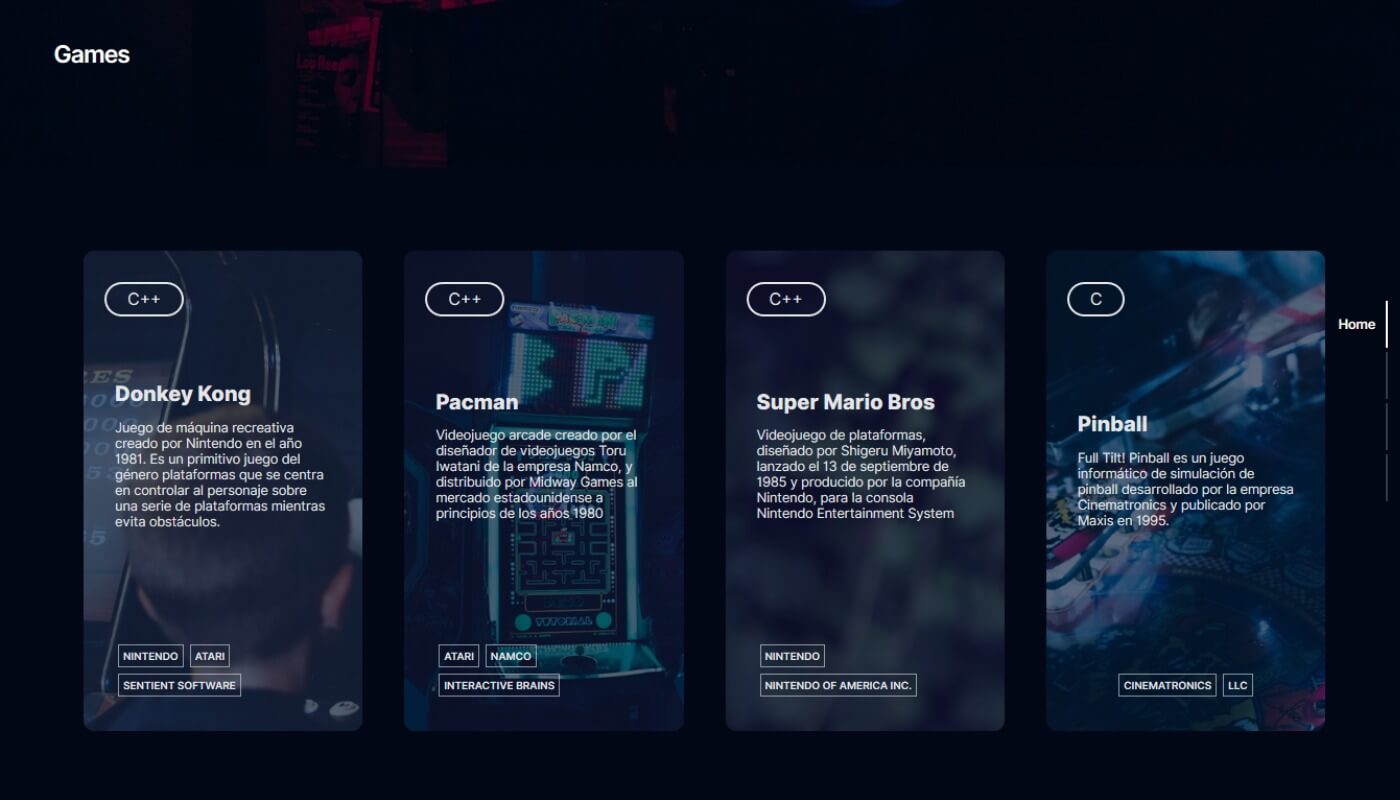 Games
C++
Donkey Kong
Juego de máquina recreativa
creado por Nintendo en el año
1981. Es un primitivo juego del
género plataformas que se centra
en controlar al personaje sobre
una serie de plataformas mientras
evita obstáculos.
NINTENDO ATARI
SENTIENT SOFTWARE
C++
Pacman
Videojuego arcade creado por el
diseñador de videojuegos Toru
Iwatani de la empresa Namco, y
distribuido por Midway Games al
mercado estadounidense a
principios de los años 1980
TUTORIAL
ATARI NAMCO
INTERACTIVE BRAINS
C++
Super Mario Bros
Videojuego de plataformas,
diseñado por Shigeru Miyamoto,
lanzado el 13 de septiembre de
1985 y producido por la compañía
Nintendo, para la consola
Nintendo Entertainment System
NINTENDO
NINTENDO OF AMERICA INC.
C
Pinball
Full Tilt! Pinball es un juego
informático de simulación de
pinball desarrollado por la empresa
Cinematronics y publicado por
Maxis en 1995.
CINEMATRONICS LLC
Home